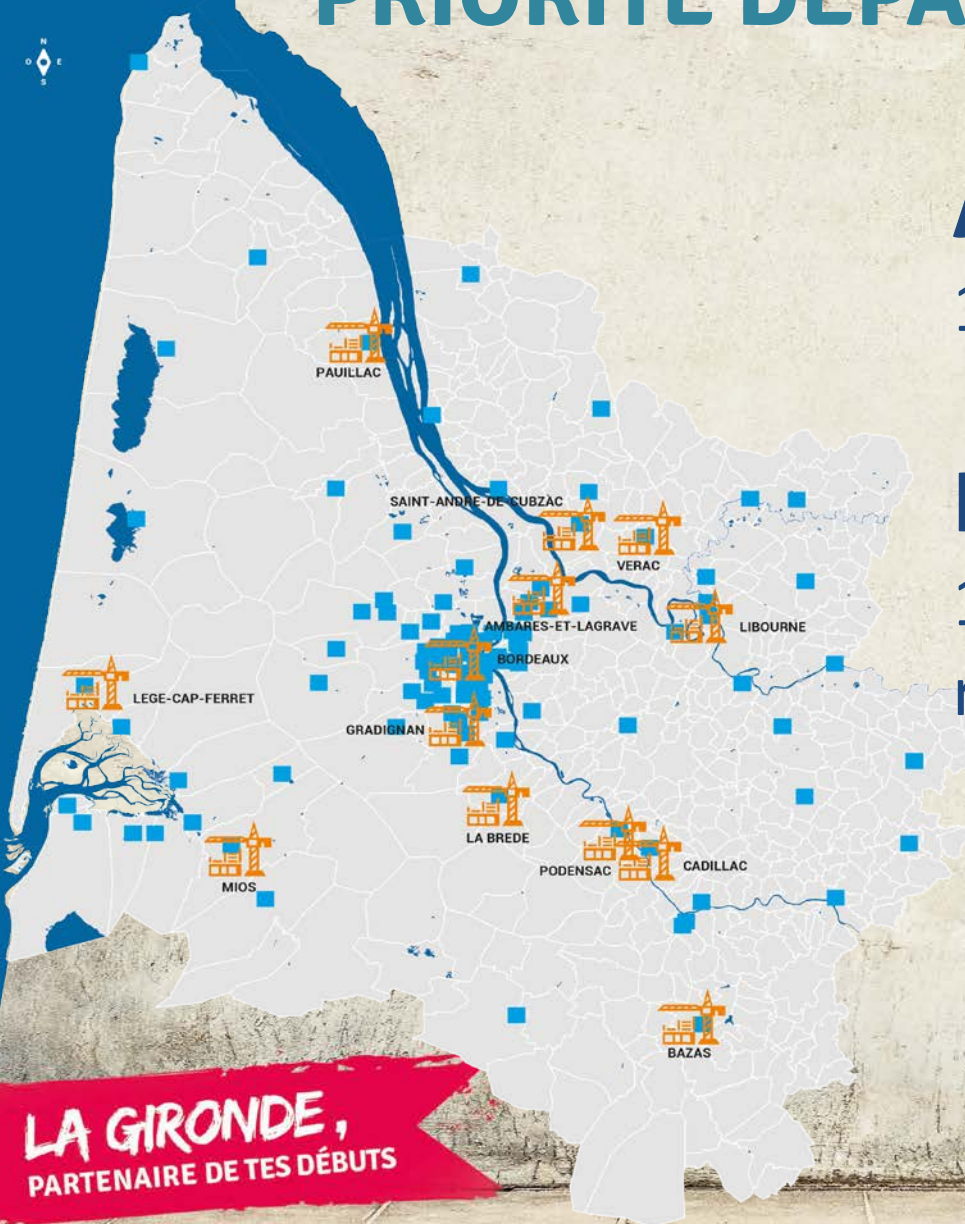 PRIORITÉ
N
O E
S
PAUILLAC
SAINT-ANDRE-DE-CUBZAC
VERAC
AMBARES-ET-LAGRAVE
LIBOURNE
BORDEAUX
LEGE-CAP-FERRET
GRADIGNAN
LA BREDE
PODENSAC
CADILLAC
MIOS
BAZAS
LA GIRONDE,
PARTENAIRE DE TES DÉBUTS